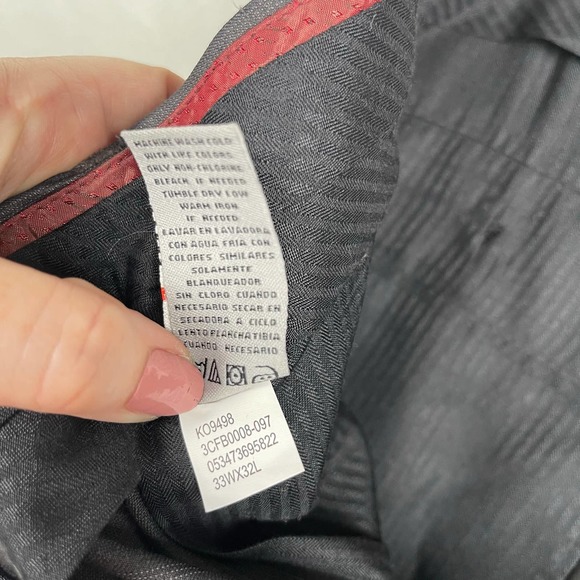 MACHINE WASH COLD
WITH LIKE COLORS.
ONLY NON-CHLORINE
BLEACH IF NEEDED
TUMBLE DRY LOW
WARM IRON
IF NEEDED
LAVAR EN LAVADORA
CON AGUA FRIA CON
COLORES SIMILARES
SOLAMENTE
BLANQUEADOR
SIN CLORO CUANDO
NECESARIO SECAR EN
SECADORA A CICLO
LENTO PLANCHA TIBIA
CUANDO NECESARIO
KO9498
3CFB0008-097
053473695822
33WX32L